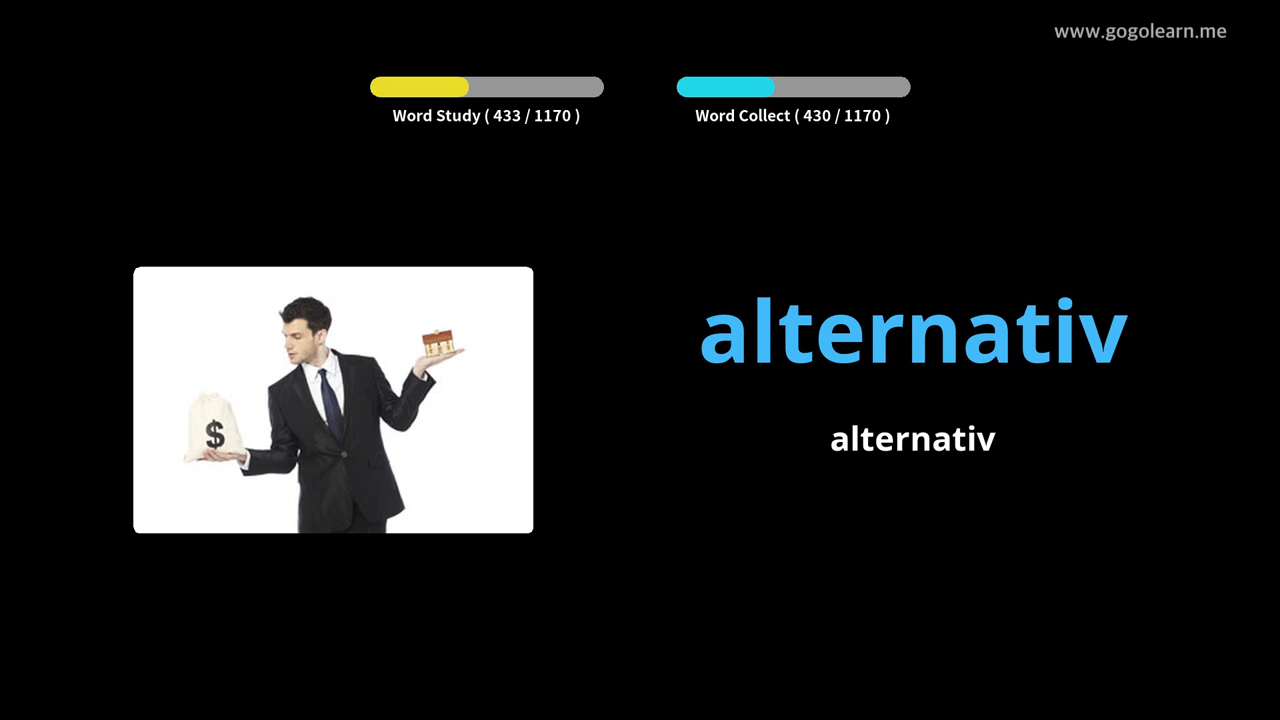 www.gogolearn.me
Word Study ( 433 / 1170 )
Word Collect ( 430 / 1170 )
$
alternativ
alternativ